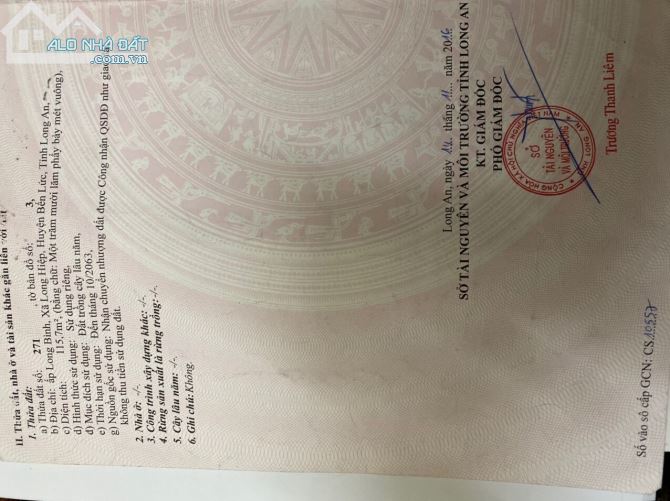 ALO NHÀ ĐẤT
.com.vn
II. Thửa đất, nhà ở và tài sản khác gắn liền với đất
1. Thửa đất:
a) Thửa đất số: 271 , tờ bản đồ số: 3,
b) Địa chỉ: ấp Long Bình, Xã Long Hiệp, Huyện Bến Lức, Tỉnh Long An,
c) Diện tích: 115,7m², (bằng chữ: Một trăm mười lăm phẩy bảy mét vuông),
d) Hình thức sử dụng: Sử dụng riêng,
đ) Mục đích sử dụng: Đất trồng cây lâu năm,
e) Thời hạn sử dụng: Đến tháng 10/2063,
g) Nguồn gốc sử dụng: Nhận chuyển nhượng đất được Công nhận QSDĐ như giao đất
không thu tiền sử dụng đất.
2. Nhà ở: -/-.
3. Công trình xây dựng khác: -/-.
4. Rừng sản xuất là rừng trồng: -/-.
5. Cây lâu năm: -/-.
6. Ghi chú: Không.
Long An, ngày 14 tháng 11 năm 2016
SỞ TÀI NGUYÊN VÀ MÔI TRƯỜNG TỈNH LONG AN
KT. GIÁM ĐỐC
PHÓ GIÁM ĐỐC
CỘNG HÒA XÃ HỘI CHỦ NGHĨA VIỆT NAM
SỞ
TÀI NGUYÊN
VÀ MÔI TRƯỜNG
TỈNH LONG AN
Trương Thanh Liêm
Số vào sổ cấp GCN: CS 10557